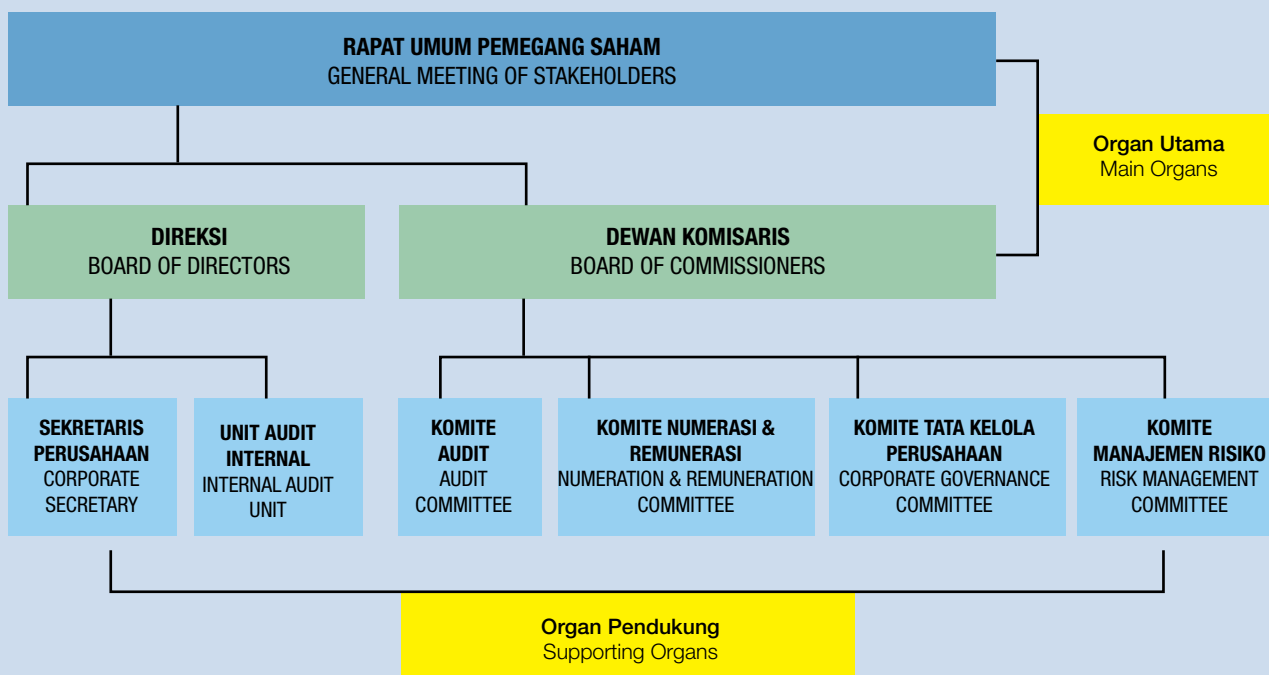 RAPAT UMUM PEMEGANG SAHAM
GENERAL MEETING OF STAKEHOLDERS
Organ Utama
Main Organs
DIREKSI
BOARD OF DIRECTORS
DEWAN KOMISARIS
BOARD OF COMMISSIONERS
SEKRETARIS
PERUSAHAAN
CORPORATE
SECRETARY
UNIT AUDIT
INTERNAL
INTERNAL AUDIT
UNIT
KOMITE
AUDIT
AUDIT
COMMITTEE
KOMITE NUMERASI &
REMUNERASI
NUMERATION & REMUNERATION
COMMITTEE
KOMITE TATA KELOLA
PERUSAHAAN
CORPORATE GOVERNANCE
COMMITTEE
KOMITE
MANAJEMEN RISIKO
RISK MANAGEMENT
COMMITTEE
Organ Pendukung
Supporting Organs